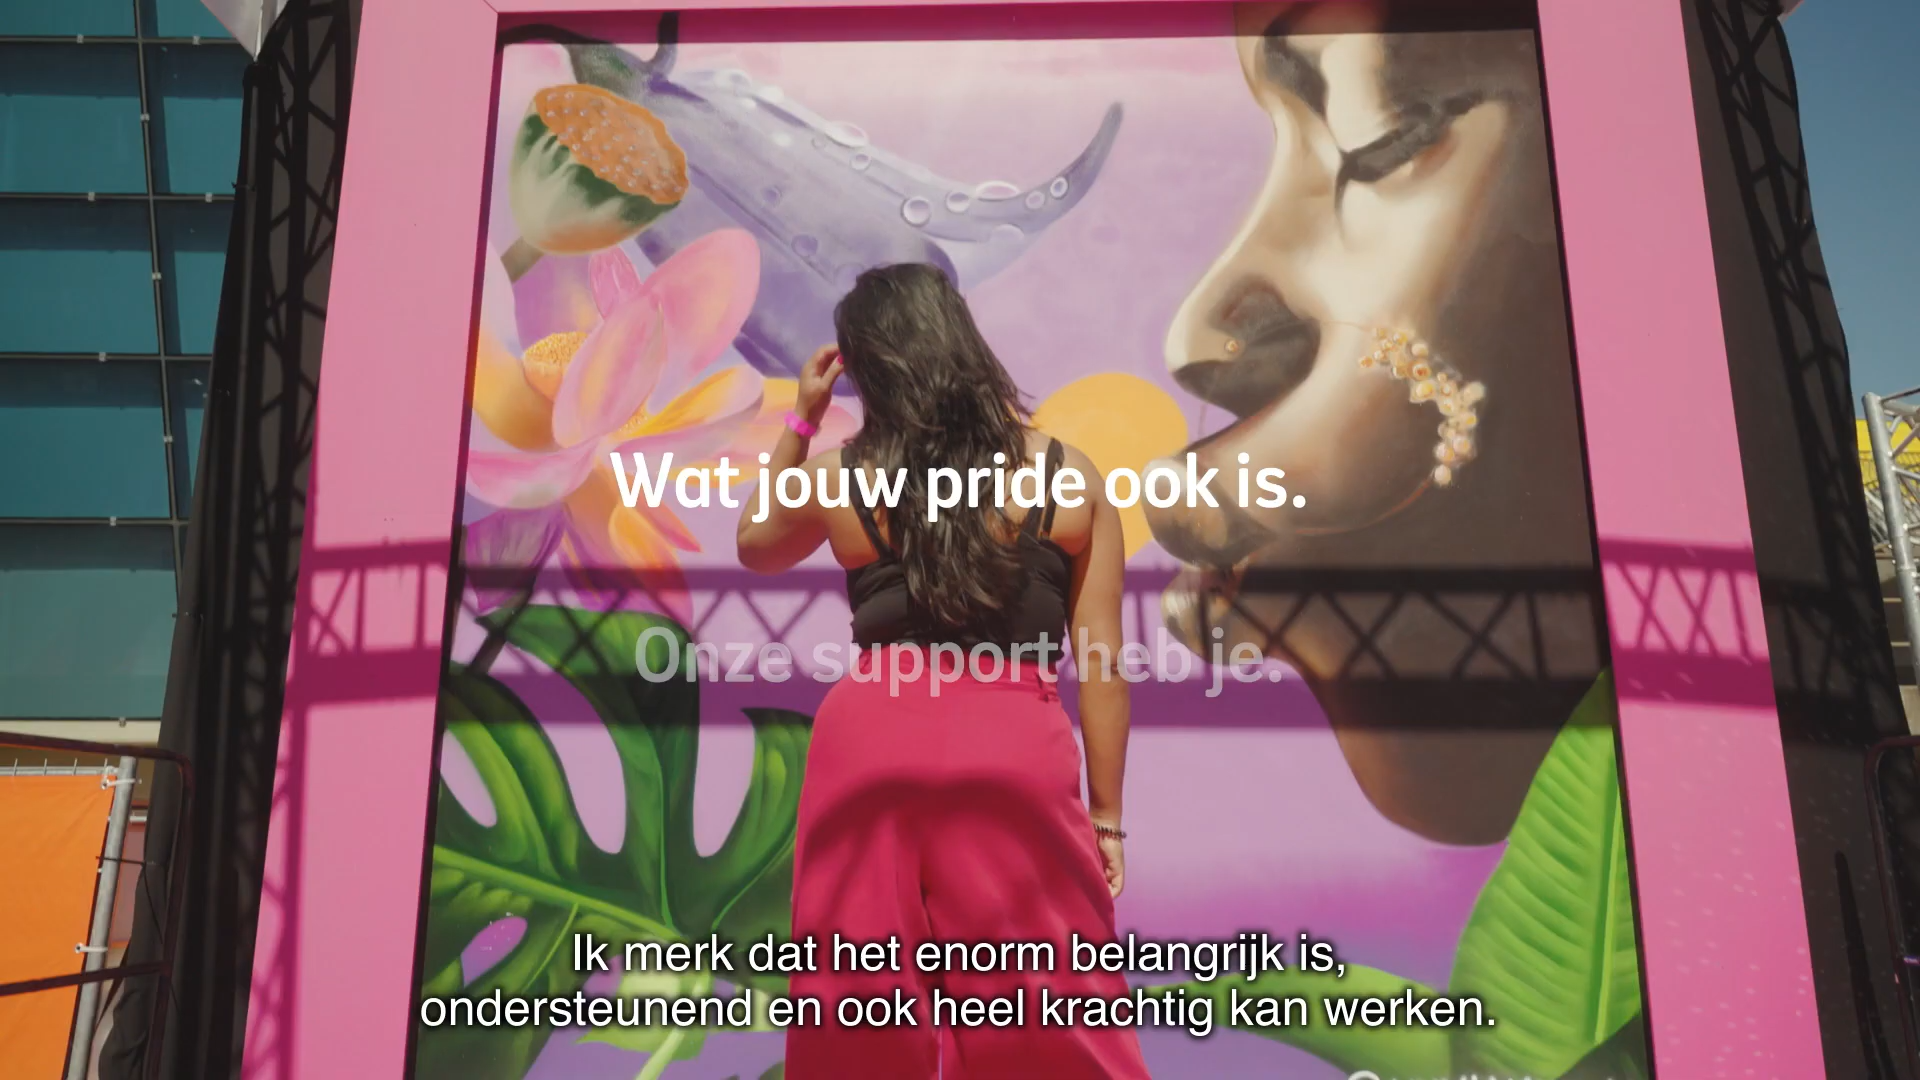 Wat jouw pride ook is.
Onze support heb je.
Ik merk dat het enorm belangrijk is,
ondersteunend en ook heel krachtig kan werken.